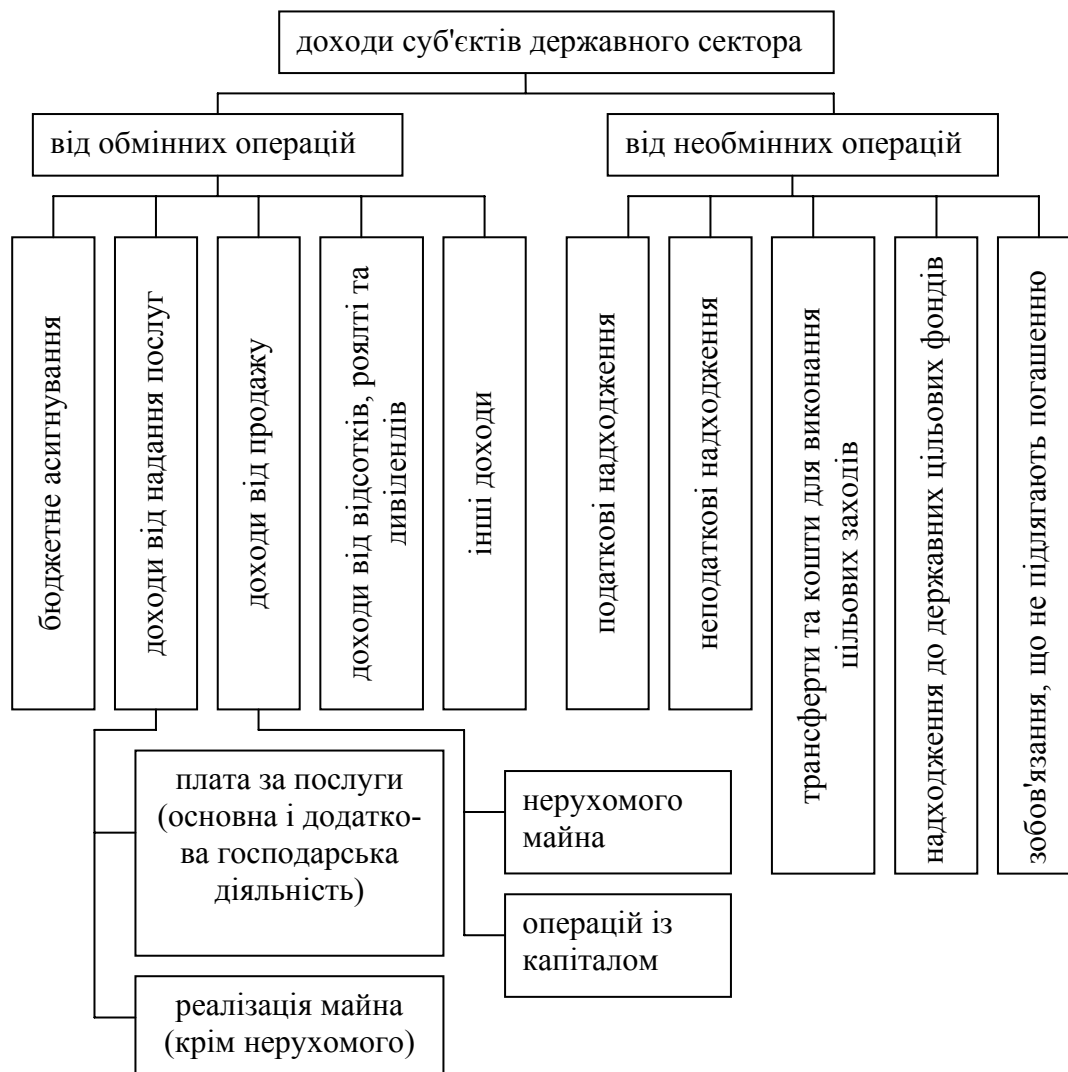 доходи суб'єктів державного сектора
від обмінних операцій
від необмінних операцій
бюджетне асигнування
доходи від надання послуг
доходи від продажу
доходи від відсотків, роялті та
дивідендів
інші доходи
податкові надходження
неподаткові надходження
трансферти та кошти для виконання
цільових заходів
надходження до державних цільових фондів
зобов'язання, що не підлягають погашенню
плата за послуги
(основна і додатко-
ва господарська
діяльність)
реалізація майна
(крім нерухомого)
нерухомого
майна
операцій із
капіталом